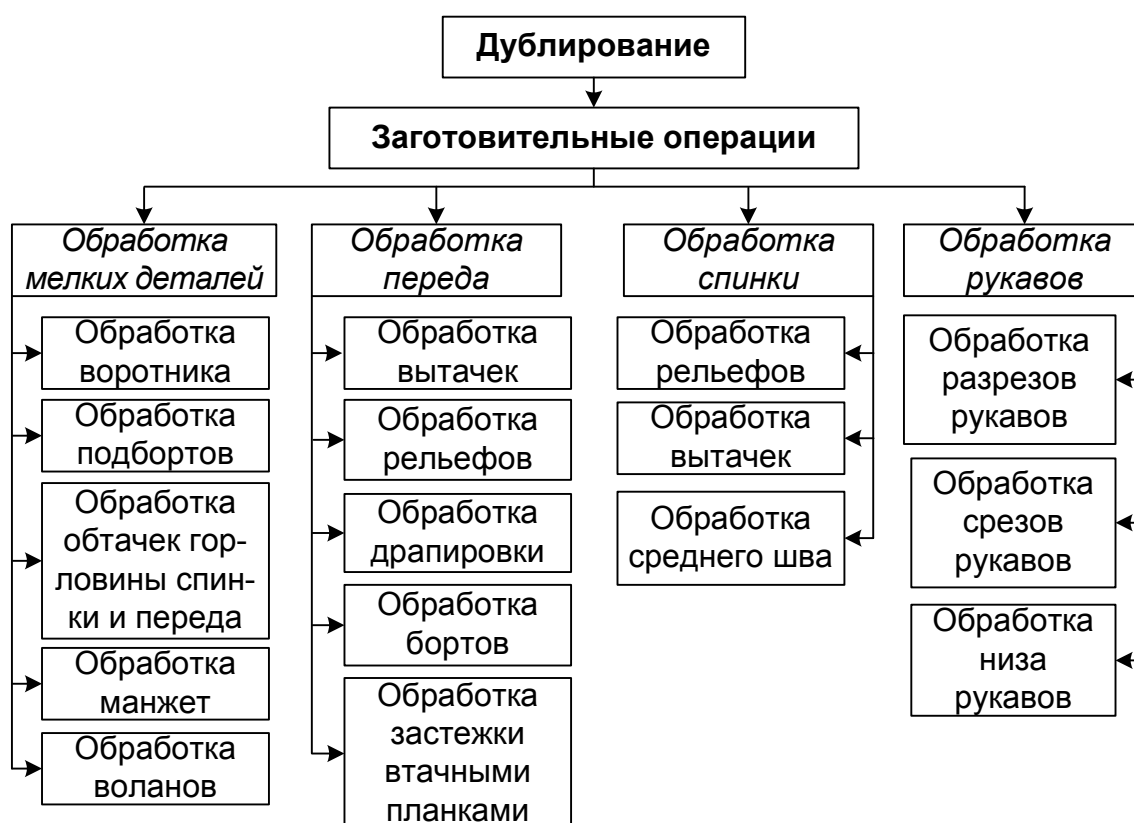 Дублирование
Заготовительные операции
Обработка
мелких деталей
Обработка
воротника
Обработка
подбортов
Обработка
обтачек гор-
ловины спин-
ки и переда
Обработка
манжет
Обработка
воланов
Обработка
переда
Обработка
вытачек
Обработка
рельефов
Обработка
драпировки
Обработка
бортов
Обработка
застежки
втачными
планками
Обработка
спинки
Обработка
рельефов
Обработка
вытачек
Обработка
среднего шва
Обработка
рукавов
Обработка
разрезов
рукавов
Обработка
срезов
рукавов
Обработка
низа
рукавов